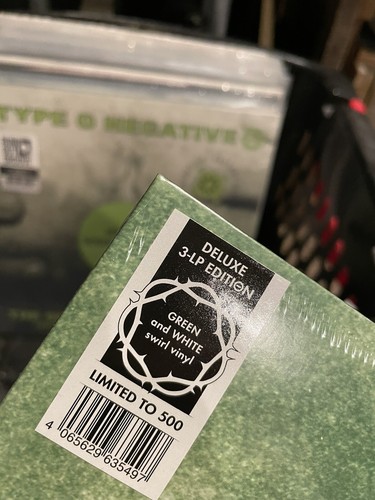 TYPE O NEGATIVE
DELUXE
3-LP EDITION
GREEN
and WHITE
swirl vinyl
LIMITED TO 500
4 065629 635497